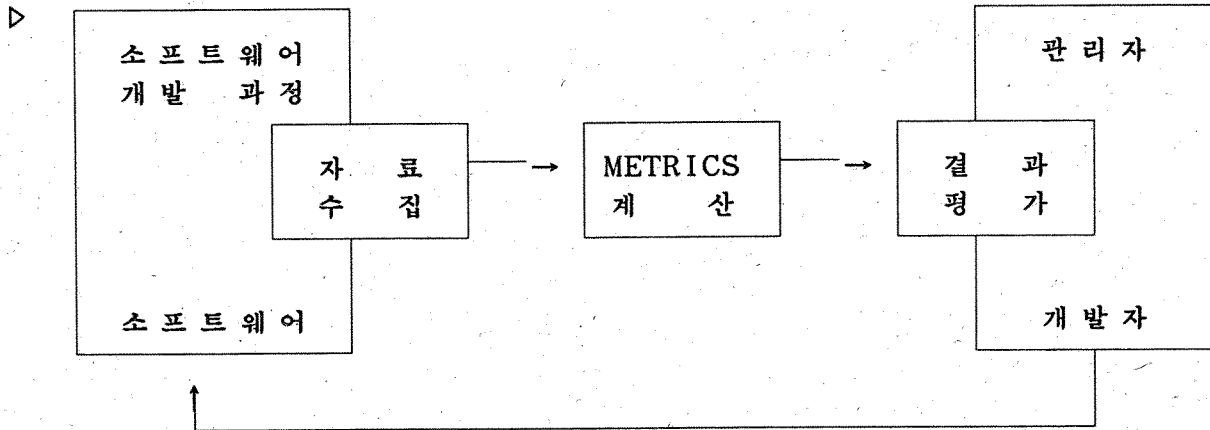 소프트웨어
개발 과정
자료
수집
METRICS
계산
결과
평가
관리자
소프트웨어
개발자